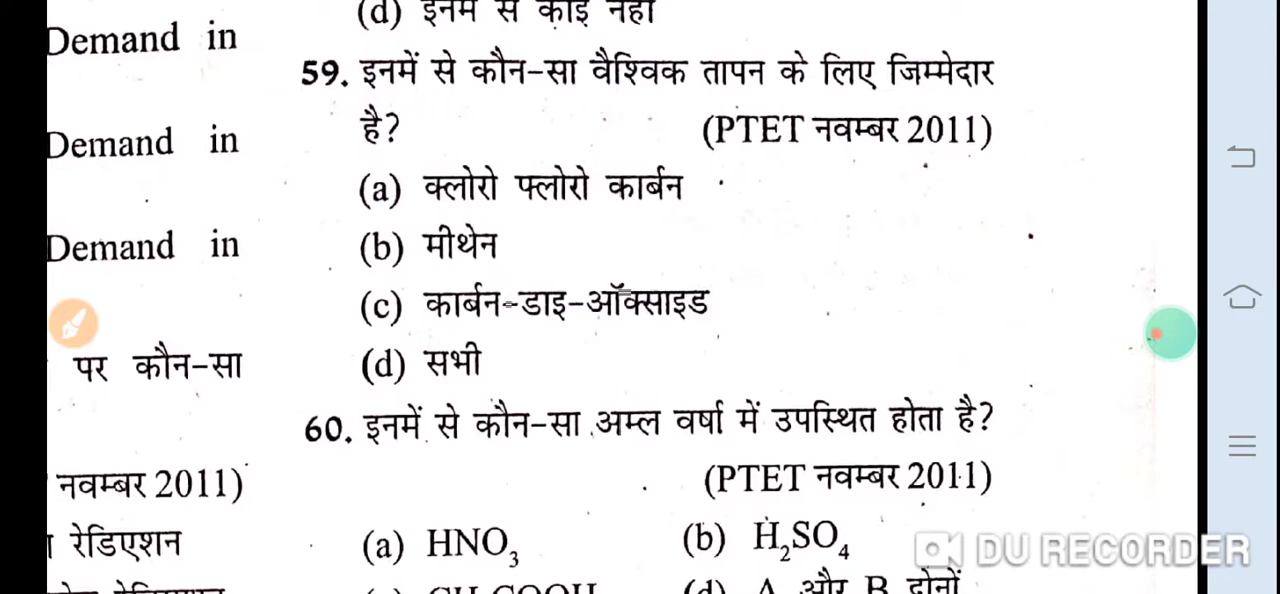 Demand in
Demand in
Demand in
पर कौन-सा
नवम्बर 2011)
रेडिएशन
(d) इनमें से कोई नहीं
59. इनमें से कौन-सा वैश्विक तापन के लिए जिम्मेदार
है? (PTET नवम्बर 2011)
(a) क्लोरो फ्लोरो कार्बन
(b) मीथेन
(c) कार्बन-डाइ-ऑक्साइड
(d) सभी
60. इनमें से कौन-सा अम्ल वर्षा में उपस्थित होता है?
(PTET नवम्बर 2011)
(a) HNO₃ (b) H₂SO₄
(d) A और B दोनों
DU RECORDER